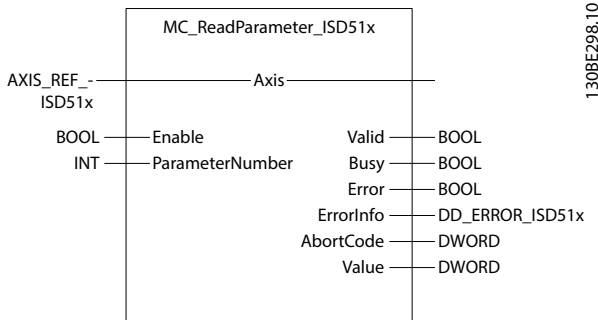 MC_ReadParameter_ISD51x
AXIS_REF_-
ISD51x
Axis
BOOL Enable Valid BOOL
INT ParameterNumber Busy BOOL
Error BOOL
ErrorInfo DD_ERROR_ISD51x
AbortCode DWORD
Value DWORD
130BE298.10